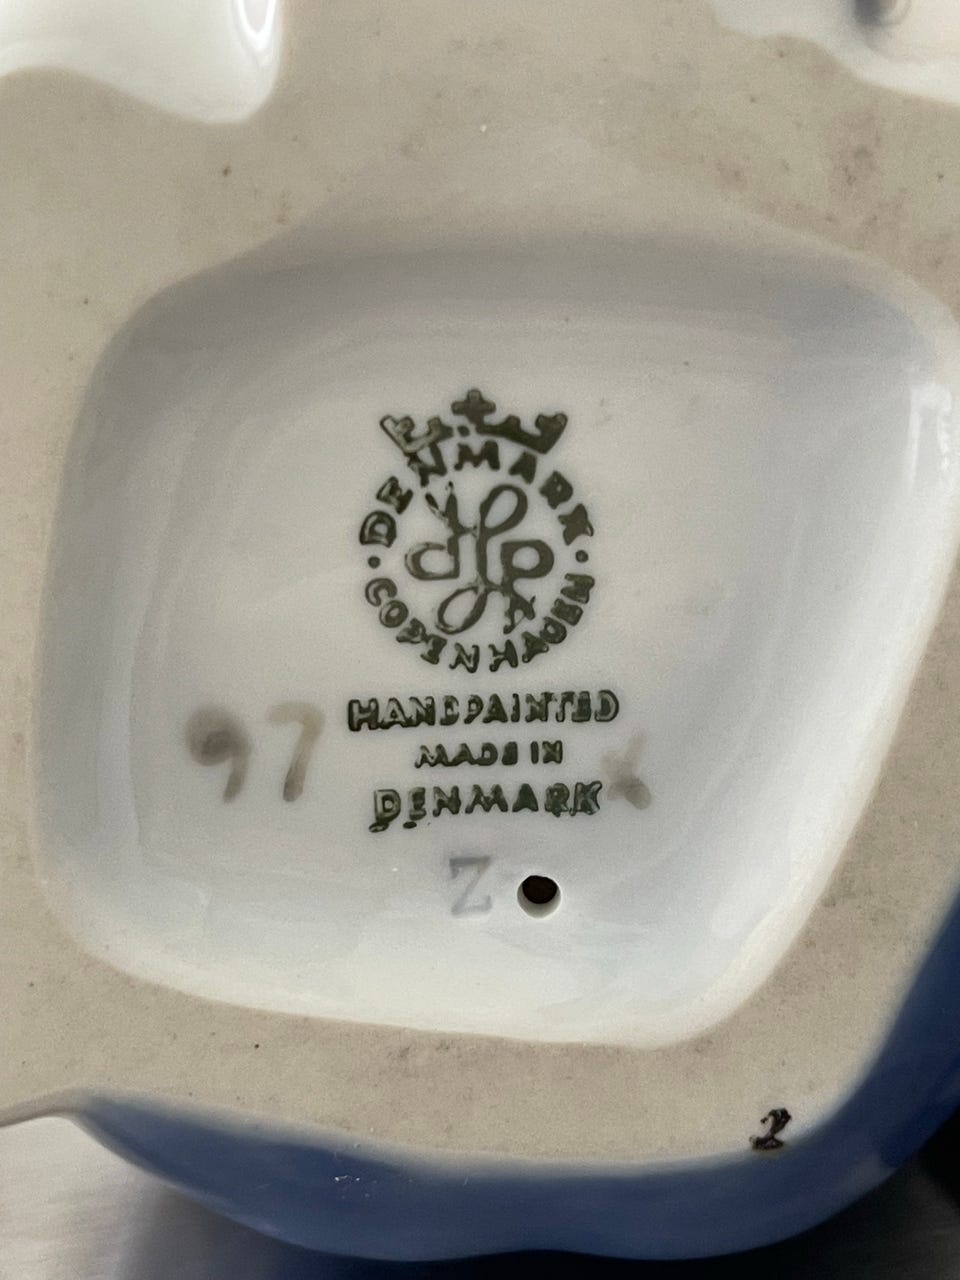 DENMARK
COPENHAGEN
HANDPAINTED
MADE IN
DENMARK
97
Z
2